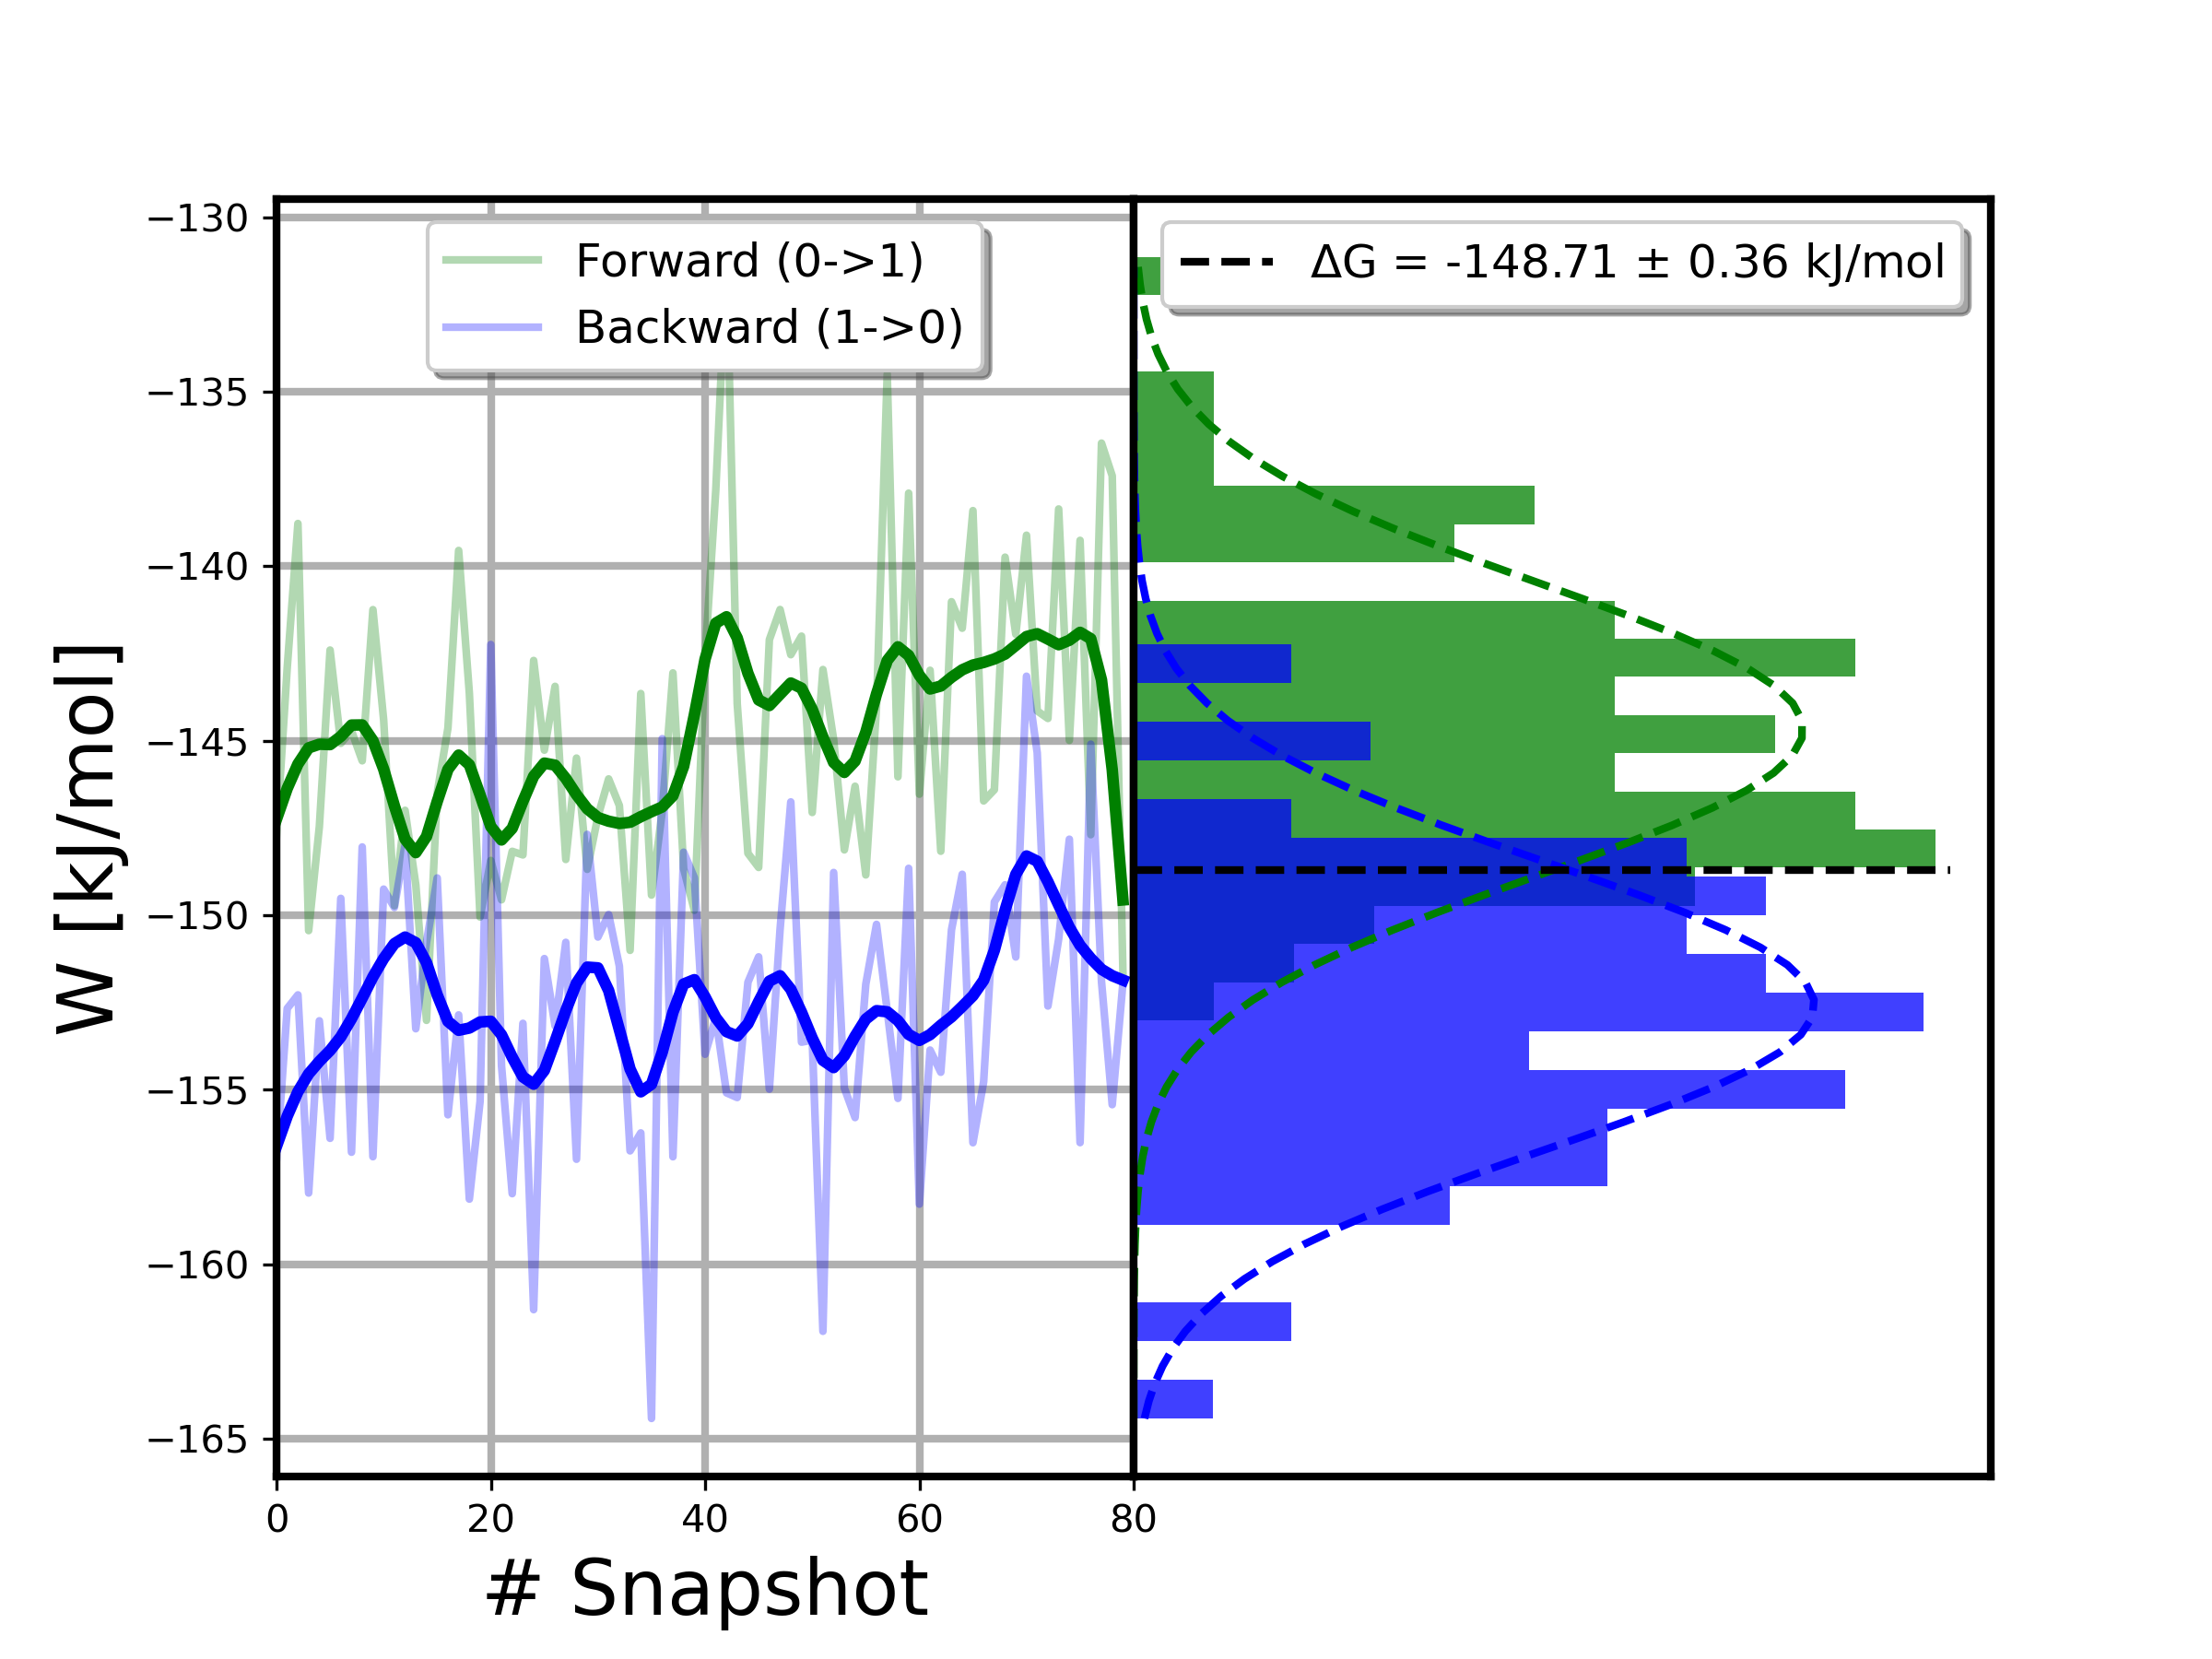 Forward (0->1)
Backward (1->0)
ΔG = -148.71 ± 0.36 kJ/mol
W [kJ/mol]
−130
−135
−140
−145
−150
−155
−160
−165
0 20 40 60 80
# Snapshot